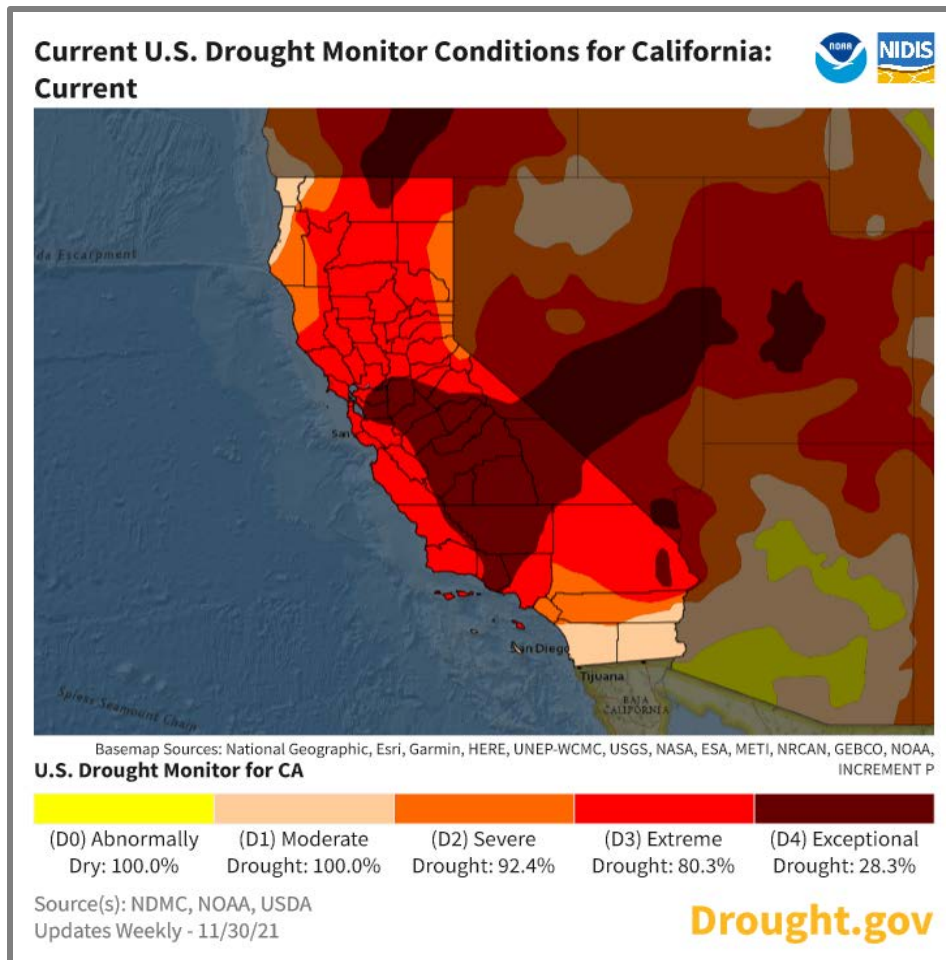 Current U.S. Drought Monitor Conditions for California:
Current
NOAA
NIDIS
da Escarpment
San
San Diego
Tijuana
BAJA
CALIFORNIA
Spiess Seamount Chain
Basemap Sources: National Geographic, Esri, Garmin, HERE, UNEP-WCMC, USGS, NASA, ESA, METI, NRCAN, GEBCO, NOAA,
INCREMENT P
U.S. Drought Monitor for CA
(D0) Abnormally
Dry: 100.0%
(D1) Moderate
Drought: 100.0%
(D2) Severe
Drought: 92.4%
(D3) Extreme
Drought: 80.3%
(D4) Exceptional
Drought: 28.3%
Source(s): NDMC, NOAA, USDA
Updates Weekly - 11/30/21
Drought.gov